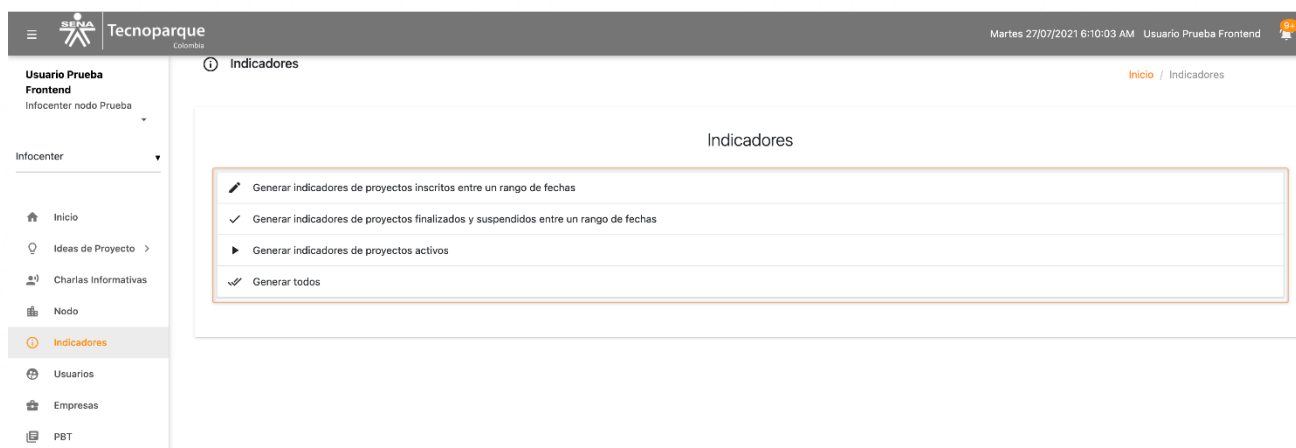 SENA
Tecnoparque
Colombia
Martes 27/07/2021 6:10:03 AM Usuario Prueba Frontend
9+
Usuario Prueba
Frontend
Infocenter nodo Prueba
Infocenter
Inicio
Ideas de Proyecto
Charlas Informativas
Nodo
Indicadores
Usuarios
Empresas
PBT
Indicadores
Inicio / Indicadores
Indicadores
Generar indicadores de proyectos inscritos entre un rango de fechas
Generar indicadores de proyectos finalizados y suspendidos entre un rango de fechas
Generar indicadores de proyectos activos
Generar todos